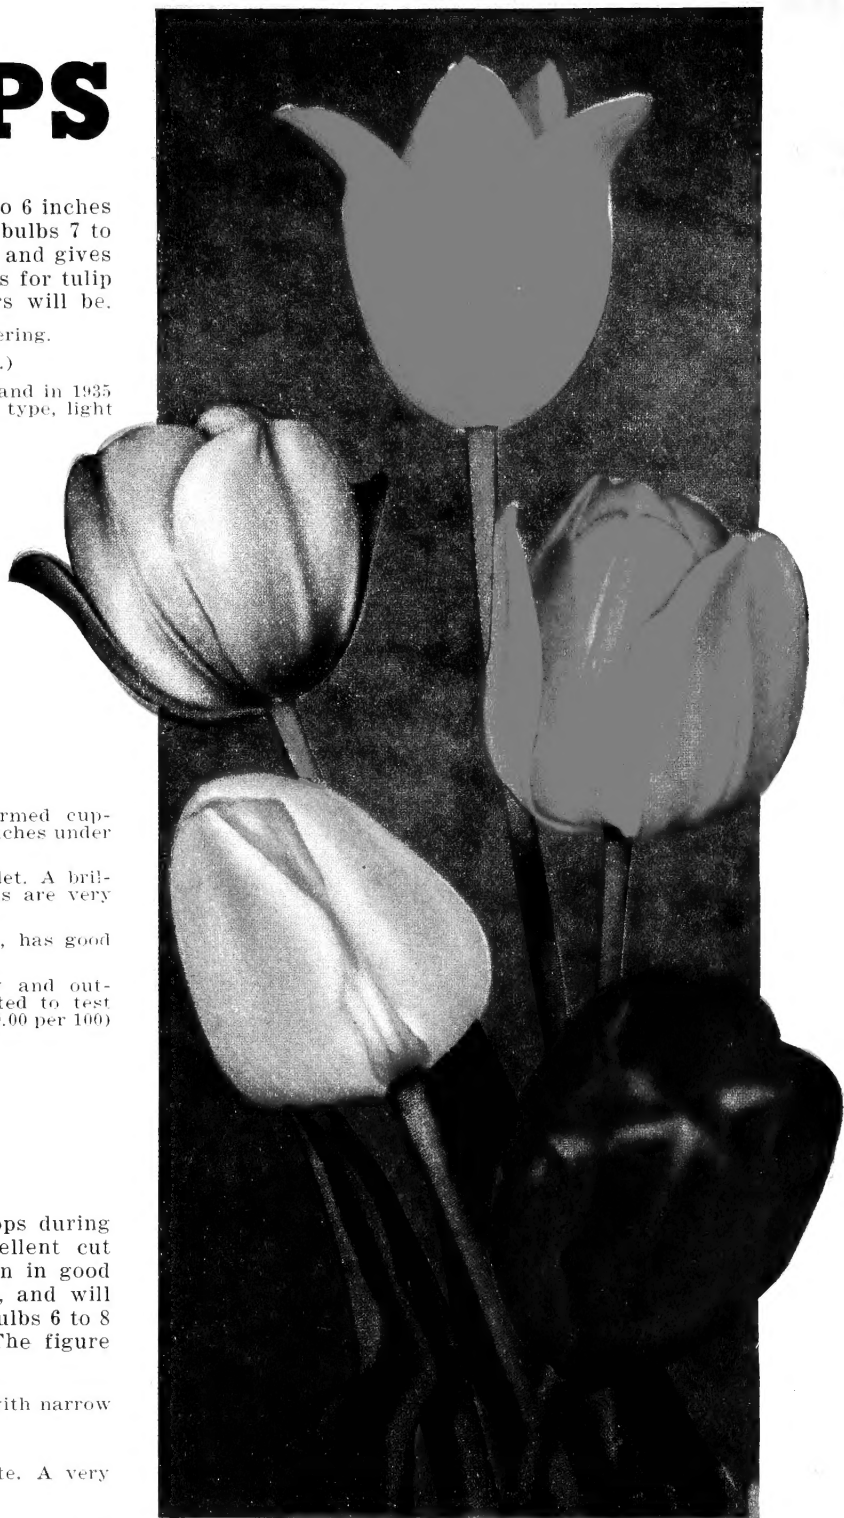 PS
o 6 inches
bulbs 7 to
and gives
s for tulip
rs will be.
ering.
.)
and in 1935
type, light
rmed cup-
ches under
let. A bril-
s are very
, has good
and out-
ted to test
.00 per 100)
ps during
ellent cut
n in good
, and will
ulbs 6 to 8
The figure
ith narrow
te. A very